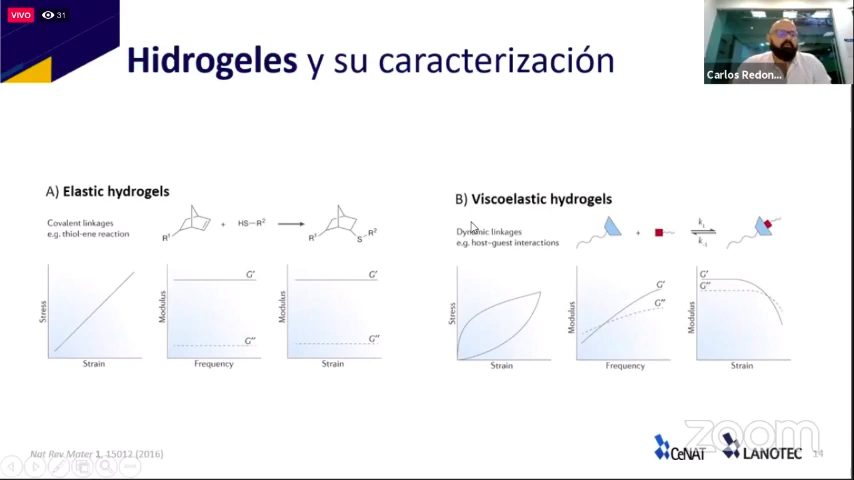 VIVO
31
Hidrogeles y su caracterización
Carlos Redon...
A) Elastic hydrogels
Covalent linkages
e.g. thiol-ene reaction
R¹
+
HS—R²
R¹
S
R²
Stress
Strain
Modulus
G'
G''
Frequency
Modulus
G'
G''
Strain
B) Viscoelastic hydrogels
Dynamic linkages
e.g. host–guest interactions
+
k₁
k₋₁
Stress
Strain
Modulus
G'
G''
Frequency
Modulus
G'
G''
Strain
Nat Rev Mater 1, 15012 (2016)
CeNAT
LANOTEC
zoom
14